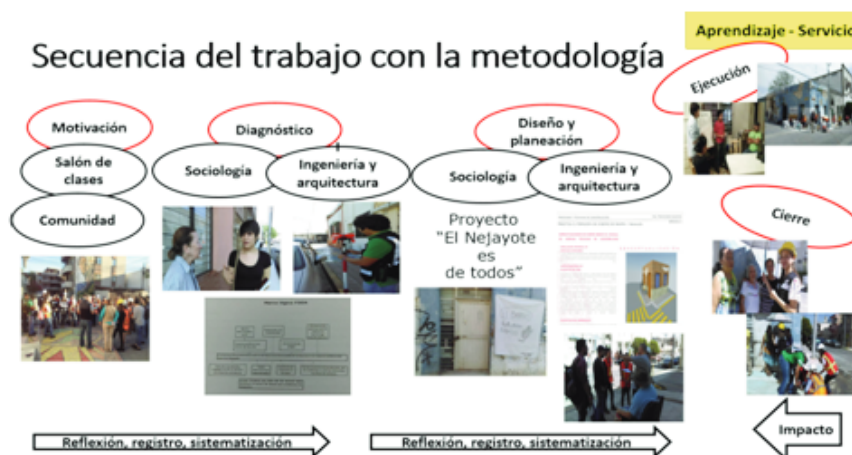 Aprendizaje - Servicio
Secuencia del trabajo con la metodología
Ejecución
Motivación
Salón de
clases
Comunidad
Diagnóstico
Sociología
Ingeniería y
arquitectura
Diseño y
planeación
Sociología
Ingeniería y
arquitectura
Proyecto
"El Nejayote
es
de todos"
Cierre
Reflexión, registro, sistematización
Reflexión, registro, sistematización
Impacto